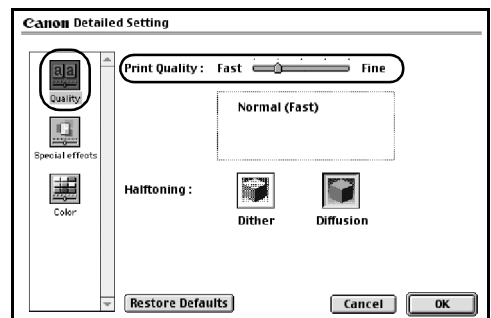 Canon Detailed Setting
Print Quality : Fast Fine
aa
Quality
Normal (Fast)
Special effects
Color
Halftoning :
Dither Diffusion
Restore Defaults Cancel OK